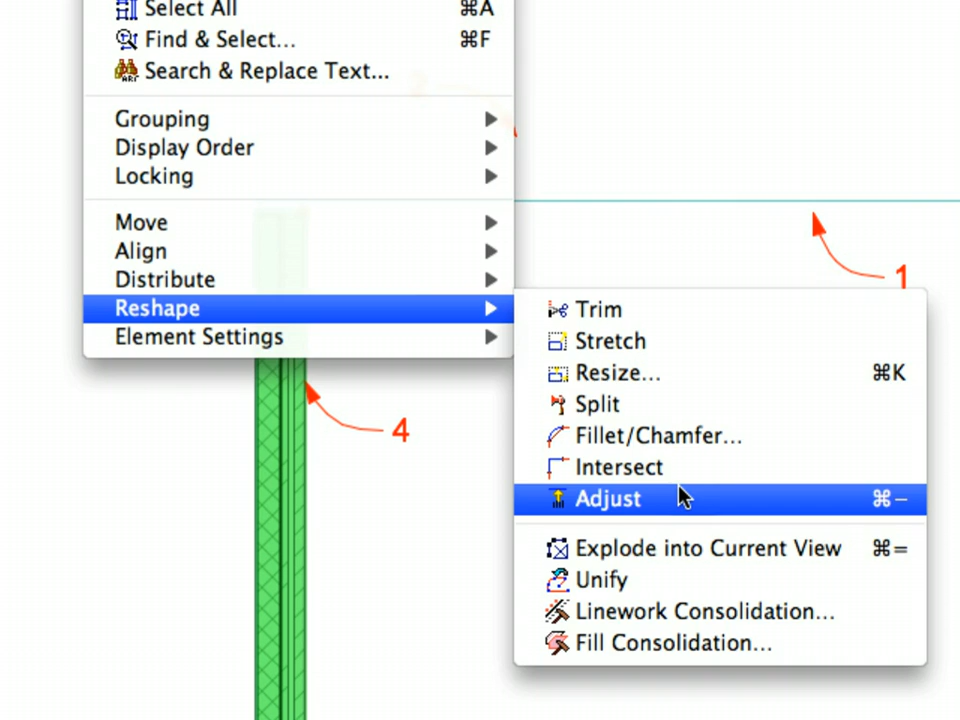 Select All ⌘A
Find & Select... ⌘F
Search & Replace Text...
Grouping
Display Order
Locking
Move
Align
Distribute
Reshape
Element Settings
1
Trim
Stretch
Resize... ⌘K
Split
Fillet/Chamfer...
Intersect
Adjust ⌘–
Explode into Current View ⌘=
Unify
Linework Consolidation...
Fill Consolidation...
4